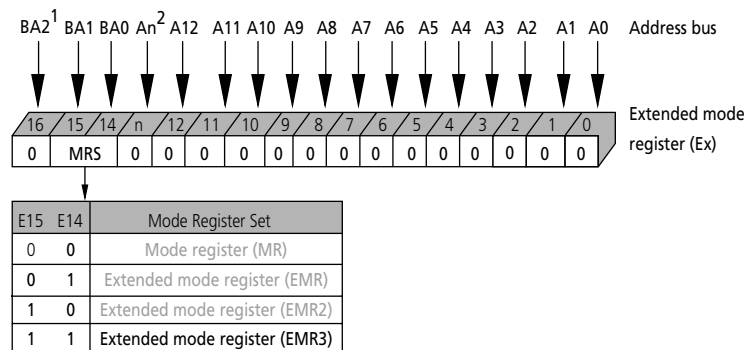 BA2¹ BA1 BA0 An² A12 A11 A10 A9 A8 A7 A6 A5 A4 A3 A2 A1 A0 Address bus
16 15 14 n 12 11 10 9 8 7 6 5 4 3 2 1 0 Extended mode
0 MRS 0 0 0 0 0 0 0 0 0 0 0 0 0 0 register (Ex)
E15 E14 Mode Register Set
0 0 Mode register (MR)
0 1 Extended mode register (EMR)
1 0 Extended mode register (EMR2)
1 1 Extended mode register (EMR3)